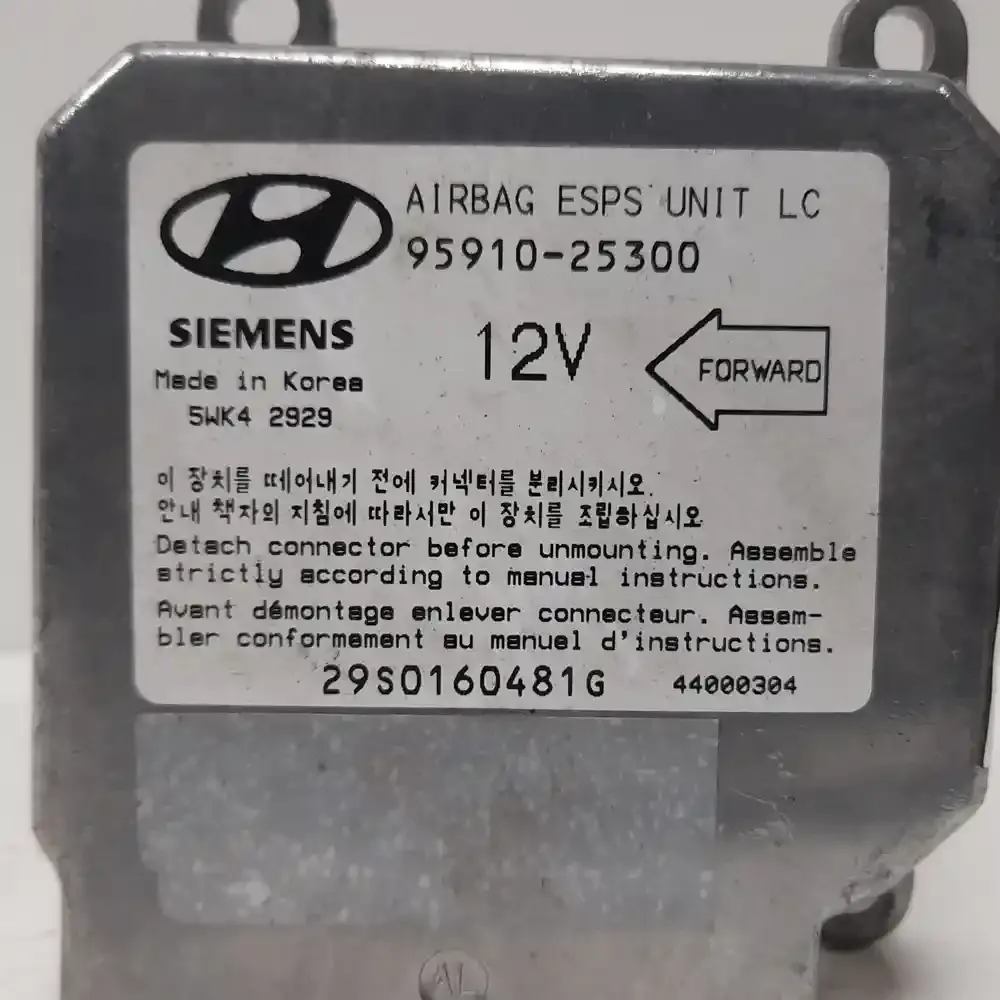 AIRBAG ESPS UNIT LC
95910-25300
SIEMENS
12V
FORWARD
Made in Korea
5WK4 2929
이 장치를 떼어내기 전에 커넥터를 분리시키시오.
안내 책자의 지침에 따라서만 이 장치를 조립하십시오
Detach connector before unmounting. Assemble
strictly according to manual instructions.
Avant démontage enlever connecteur. Assem-
bler conformement au manuel d'instructions.
29S0160481G 44000304
AL